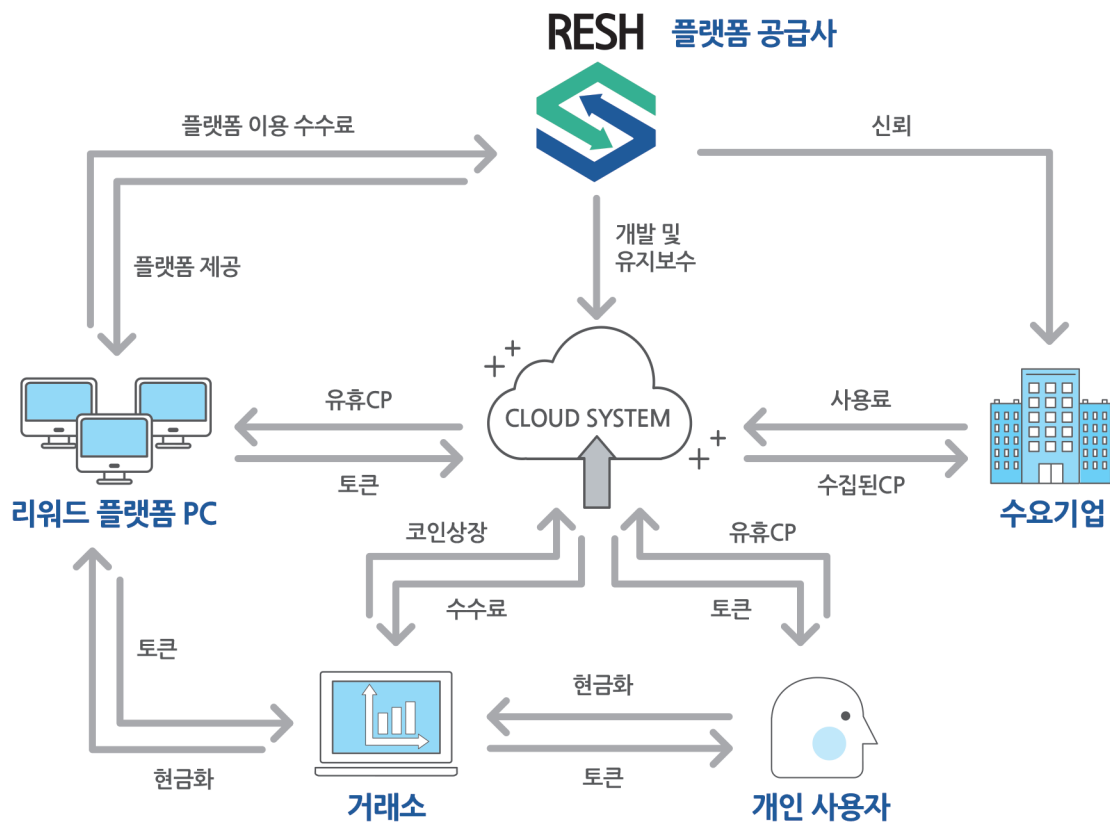 RESH 플랫폼 공급사
플랫폼 이용 수수료
신뢰
플랫폼 제공
개발 및
유지보수
유휴CP
CLOUD SYSTEM
사용료
토큰
수집된CP
리워드 플랫폼 PC
수요기업
코인상장
유휴CP
수수료
토큰
토큰
현금화
현금화
토큰
거래소
개인 사용자